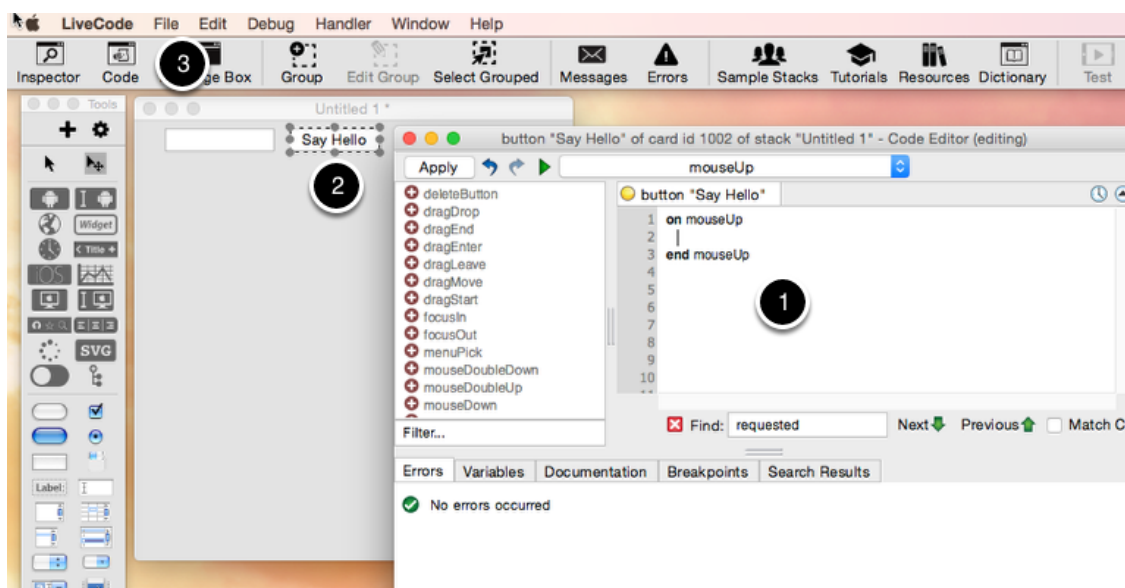 LiveCode File Edit Debug Handler Window Help
3
Inspector Code Box Group Edit Group Select Grouped Messages Errors Sample Stacks Tutorials Resources Dictionary Test
Tools
Untitled 1 *
Say Hello
2
button "Say Hello" of card id 1002 of stack "Untitled 1" - Code Editor (editing)
Apply
mouseUp
deleteButton
dragDrop
dragEnd
dragEnter
dragLeave
dragMove
dragStart
focusIn
focusOut
menuPick
mouseDoubleDown
mouseDoubleUp
mouseDown
Filter...
button "Say Hello"
1 on mouseUp
2
3 end mouseUp
4
5
6
7
8
9
10
1
Find: requested Next Previous Match C
Errors Variables Documentation Breakpoints Search Results
No errors occurred
Widget
Title
iOS
SVG
Label: